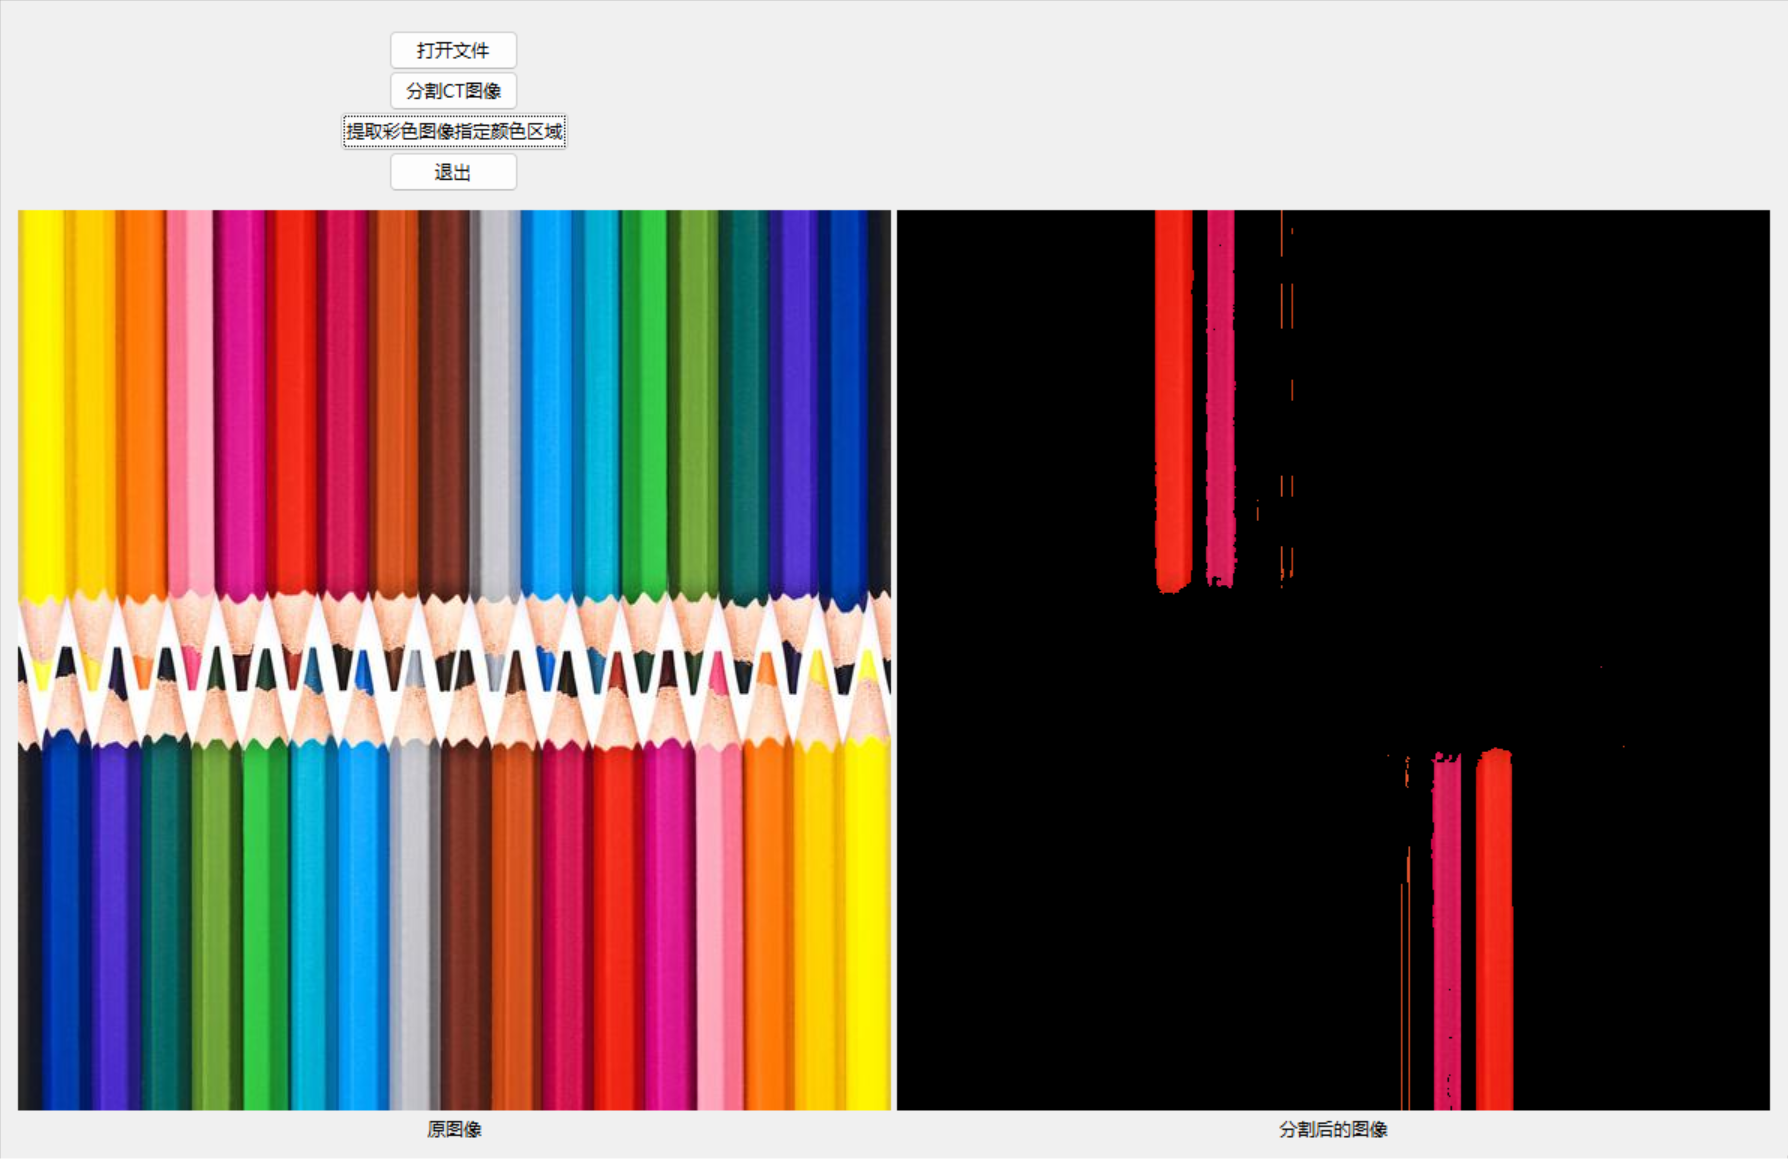 打开文件
分割CT图像
提取彩色图像指定颜色区域
退出
原图像
分割后的图像